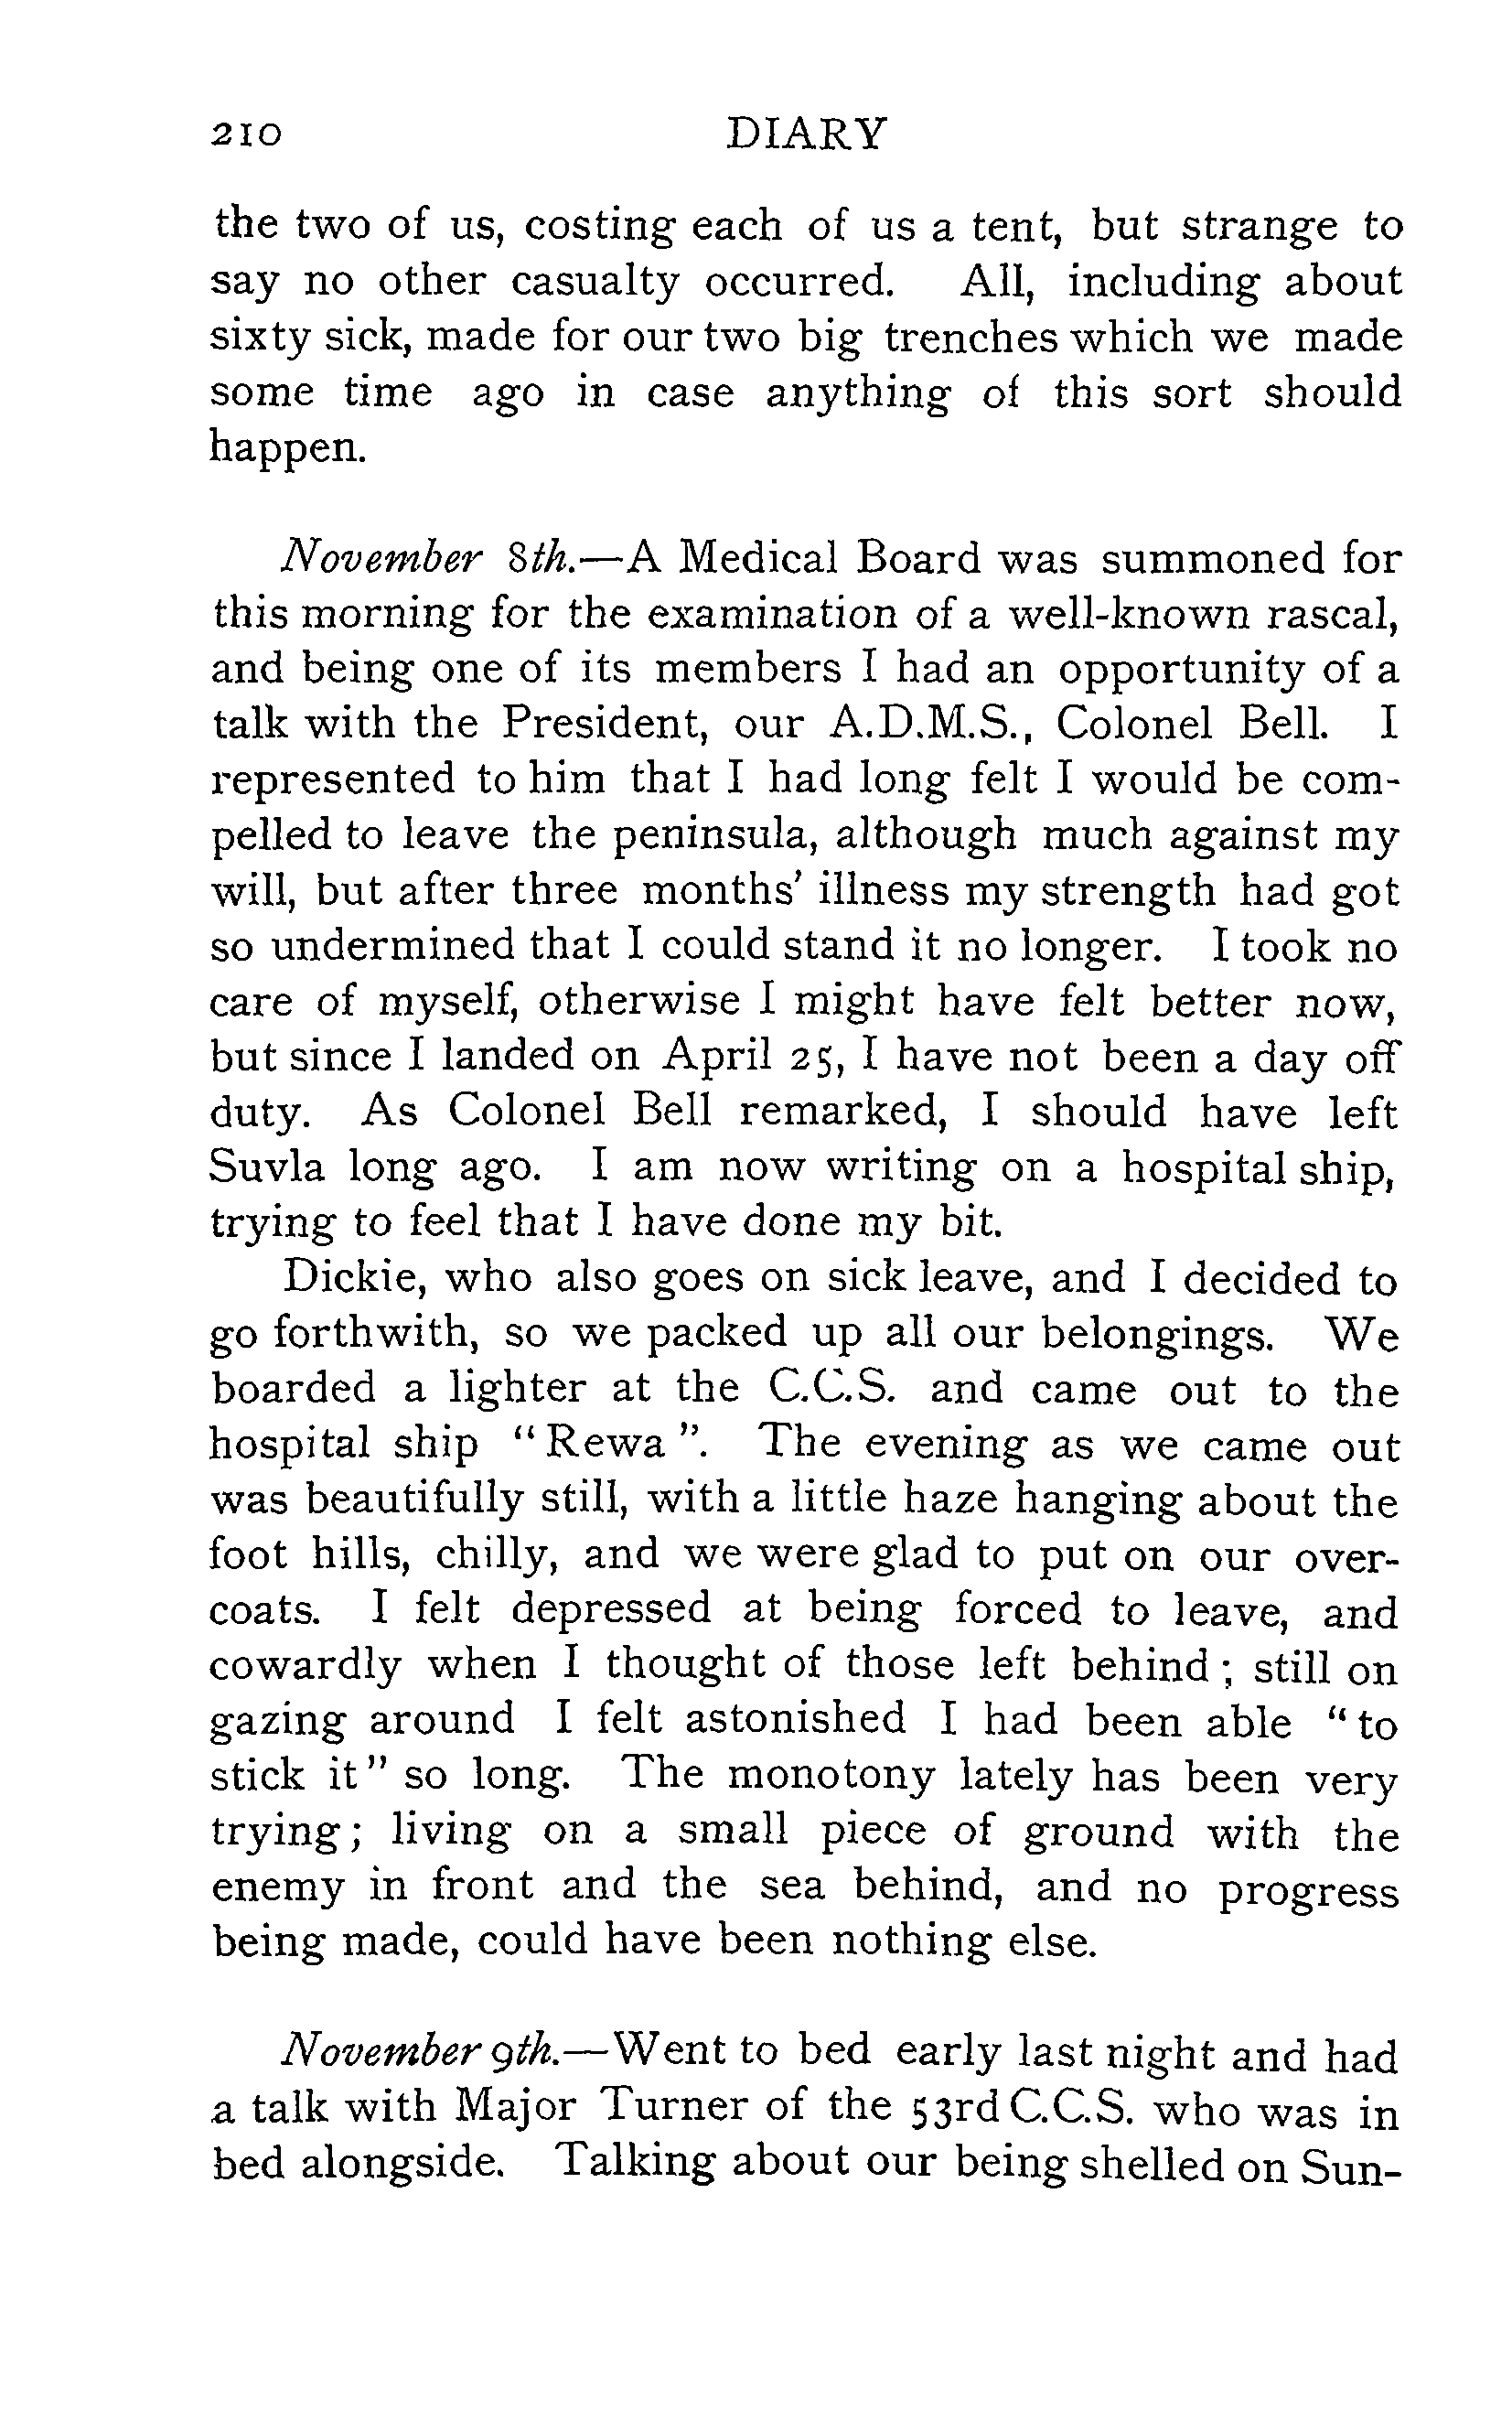 210 DIARY
the two of us, costing each of us a tent, but strange to
say no other casualty occurred. All, including about
sixty sick, made for our two big trenches which we made
some time ago in case anything of this sort should
happen.
November 8th.—A Medical Board was summoned for
this morning for the examination of a well-known rascal,
and being one of its members I had an opportunity of a
talk with the President, our A.D.M.S., Colonel Bell. I
represented to him that I had long felt I would be com-
pelled to leave the peninsula, although much against my
will, but after three months' illness my strength had got
so undermined that I could stand it no longer. I took no
care of myself, otherwise I might have felt better now,
but since I landed on April 25, I have not been a day off
duty. As Colonel Bell remarked, I should have left
Suvla long ago. I am now writing on a hospital ship,
trying to feel that I have done my bit.
Dickie, who also goes on sick leave, and I decided to
go forthwith, so we packed up all our belongings. We
boarded a lighter at the C.C.S. and came out to the
hospital ship "Rewa". The evening as we came out
was beautifully still, with a little haze hanging about the
foot hills, chilly, and we were glad to put on our over-
coats. I felt depressed at being forced to leave, and
cowardly when I thought of those left behind; still on
gazing around I felt astonished I had been able "to
stick it" so long. The monotony lately has been very
trying; living on a small piece of ground with the
enemy in front and the sea behind, and no progress
being made, could have been nothing else.
November 9th.—Went to bed early last night and had
a talk with Major Turner of the 53rd C.C.S. who was in
bed alongside. Talking about our being shelled on Sun-